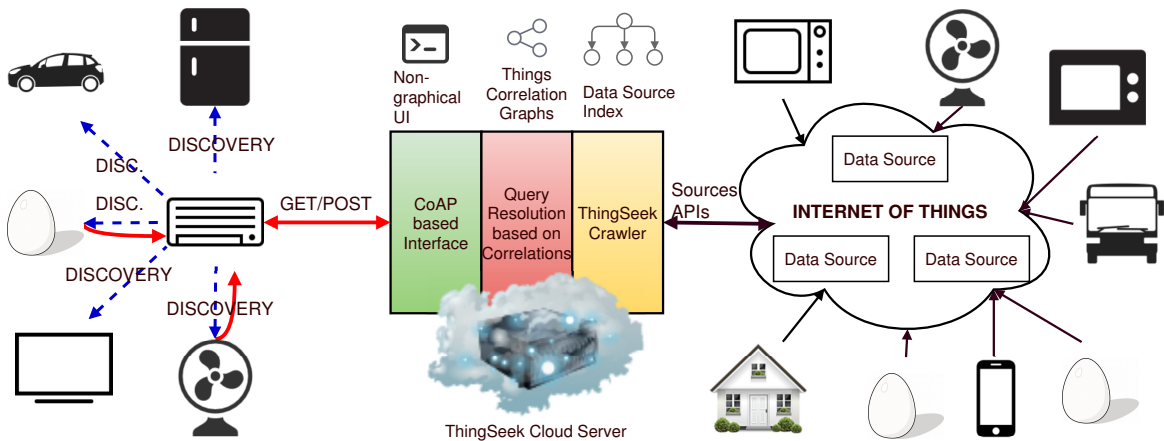 Non-
graphical
UI
Things
Correlation
Graphs
Data Source
Index
DISCOVERY
DISC.
DISC.
DISCOVERY
DISCOVERY
GET/POST
CoAP
based
Interface
Query
Resolution
based on
Correlations
ThingSeek
Crawler
Sources
APIs
Data Source
INTERNET OF THINGS
Data Source
Data Source
ThingSeek Cloud Server